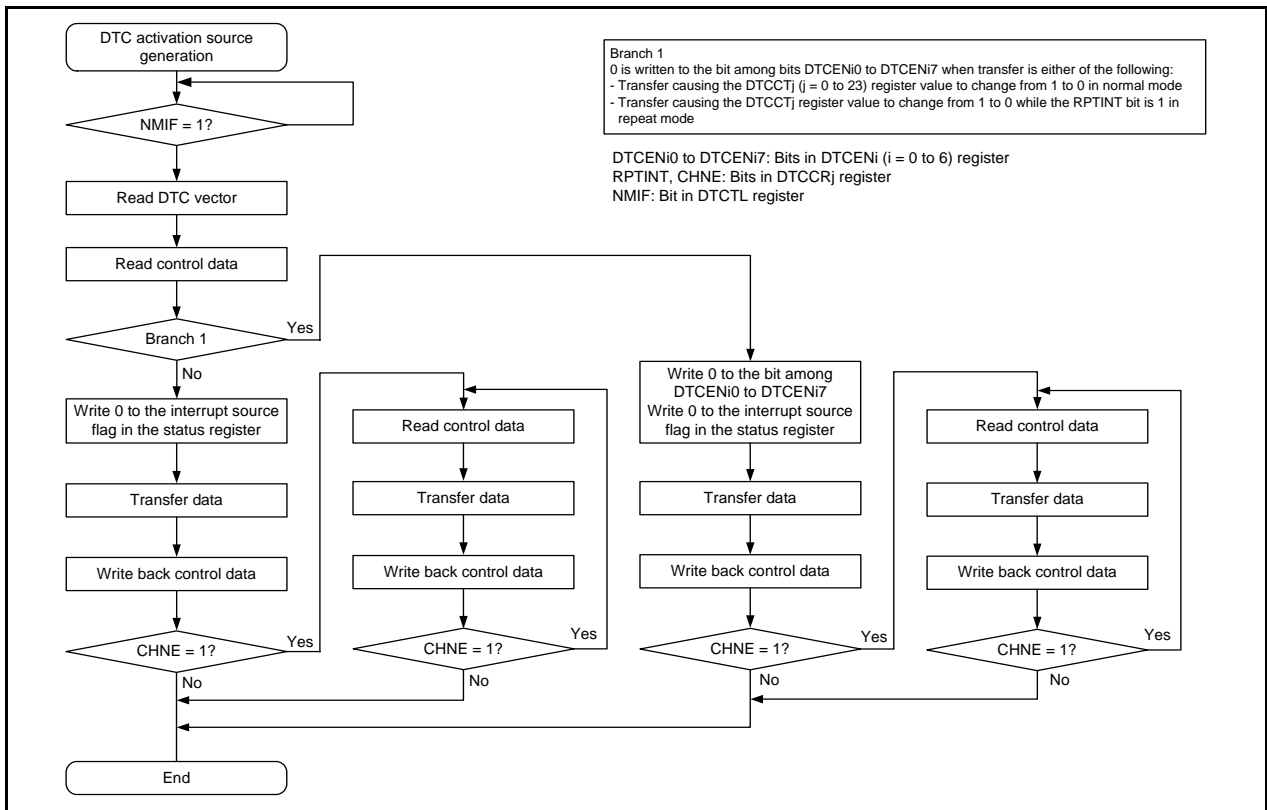 DTC activation source
generation
NMIF = 1?
Read DTC vector
Read control data
Branch 1
Yes
No
Write 0 to the interrupt source
flag in the status register
Transfer data
Write back control data
CHNE = 1?
Yes
No
Read control data
Transfer data
Write back control data
CHNE = 1?
Yes
No
Branch 1
0 is written to the bit among bits DTCENi0 to DTCENi7 when transfer is either of the following:
- Transfer causing the DTCCTj (j = 0 to 23) register value to change from 1 to 0 in normal mode
- Transfer causing the DTCCTj register value to change from 1 to 0 while the RPTINT bit is 1 in
repeat mode
DTCENi0 to DTCENi7: Bits in DTCENi (i = 0 to 6) register
RPTINT, CHNE: Bits in DTCCRj register
NMIF: Bit in DTCTL register
Write 0 to the bit among
DTCENi0 to DTCENi7
Write 0 to the interrupt source
flag in the status register
Transfer data
Write back control data
CHNE = 1?
Yes
No
Read control data
Transfer data
Write back control data
CHNE = 1?
Yes
No
End